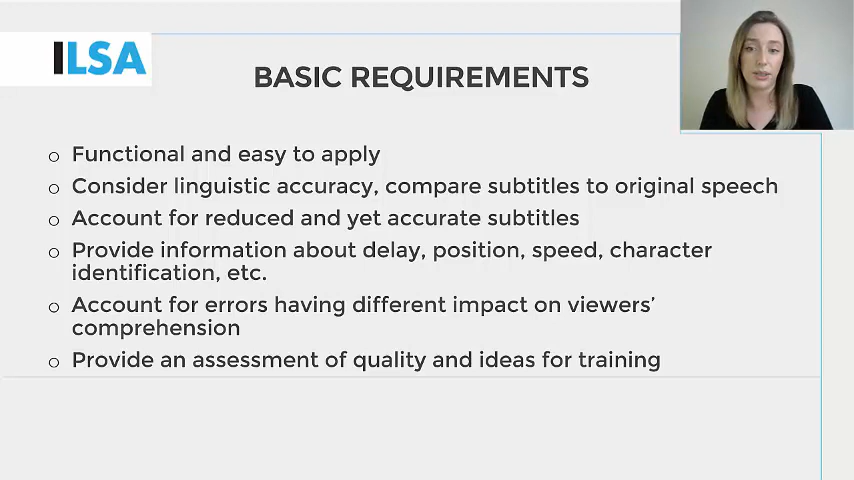 ILSA
BASIC REQUIREMENTS
o Functional and easy to apply
o Consider linguistic accuracy, compare subtitles to original speech
o Account for reduced and yet accurate subtitles
o Provide information about delay, position, speed, character
identification, etc.
o Account for errors having different impact on viewers’
comprehension
o Provide an assessment of quality and ideas for training